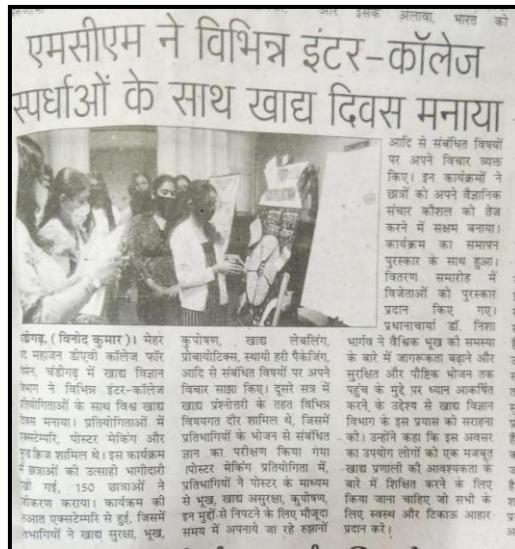 और इसके अलावा, भारत को
एमसीएम ने विभिन्न इंटर-कॉलेज
स्पर्धाओं के साथ खाद्य दिवस मनाया
आदि से संबंधित विषयों
पर अपने विचार व्यक्त
किए। इन कार्यक्रमों ने
छात्रों को अपने वैज्ञानिक
संचार कौशल को तेज
करने में सक्षम बनाया।
कार्यक्रम का समापन
पुरस्कार के साथ हुआ।
वितरण समारोह में
विजेताओं को पुरस्कार
प्रदान किए गए।
प्रधानाचार्या डॉ. निशा
डीगढ़, (विनोद कुमार)। मेहर
द महाजन डीएवी कॉलेज फॉर
मेन, चंडीगढ़ में खाद्य विज्ञान
भाग ने विभिन्न इंटर-कॉलेज
तियोगिताओं के साथ विश्व खाद्य
वस मनाया। प्रतियोगिताओं में
क्सटेम्परि, पोस्टर मेकिंग और
क्विज शामिल थे। इस कार्यक्रम
छात्राओं की उत्साही भागीदारी
खी गई, 150 छात्राओं ने
जीकरण कराया। कार्यक्रम की
रुआत एक्सटेम्परि से हुई, जिसमें
तिभागियों ने खाद्य सुरक्षा, भूख,
कुपोषण, खाद्य लेबलिंग,
प्रोबायोटिक्स, स्थायी हरी पैकेजिंग,
आदि से संबंधित विषयों पर अपने
विचार साझा किए। दूसरे सत्र में
खाद्य प्रश्नोत्तरी के तहत विभिन्न
विषयगत दौर शामिल थे, जिसमें
प्रतिभागियों के भोजन से संबंधित
ज्ञान का परीक्षण किया गया
।पोस्टर मेकिंग प्रतियोगिता में,
प्रतिभागियों ने पोस्टर के माध्यम
से भूख, खाद्य असुरक्षा, कुपोषण,
इन मुद्दों से निपटने के लिए मौजूदा
समय में अपनाये जा रहे रुझानों
भार्गव ने वैश्विक भूख की समस्या
के बारे में जागरूकता बढ़ाने और
सुरक्षित और पौष्टिक भोजन तक
पहुंच के मुद्दे पर ध्यान आकर्षित
करने के उद्देश्य से खाद्य विज्ञान
विभाग के इस प्रयास की सराहना
की। उन्होंने कहा कि इस अवसर
का उपयोग लोगों को एक मजबूत
खाद्य प्रणाली की आवश्यकता के
बारे में शिक्षित करने के लिए
किया जाना चाहिए जो सभी के
लिए स्वस्थ और टिकाऊ आहार
प्रदान करे।